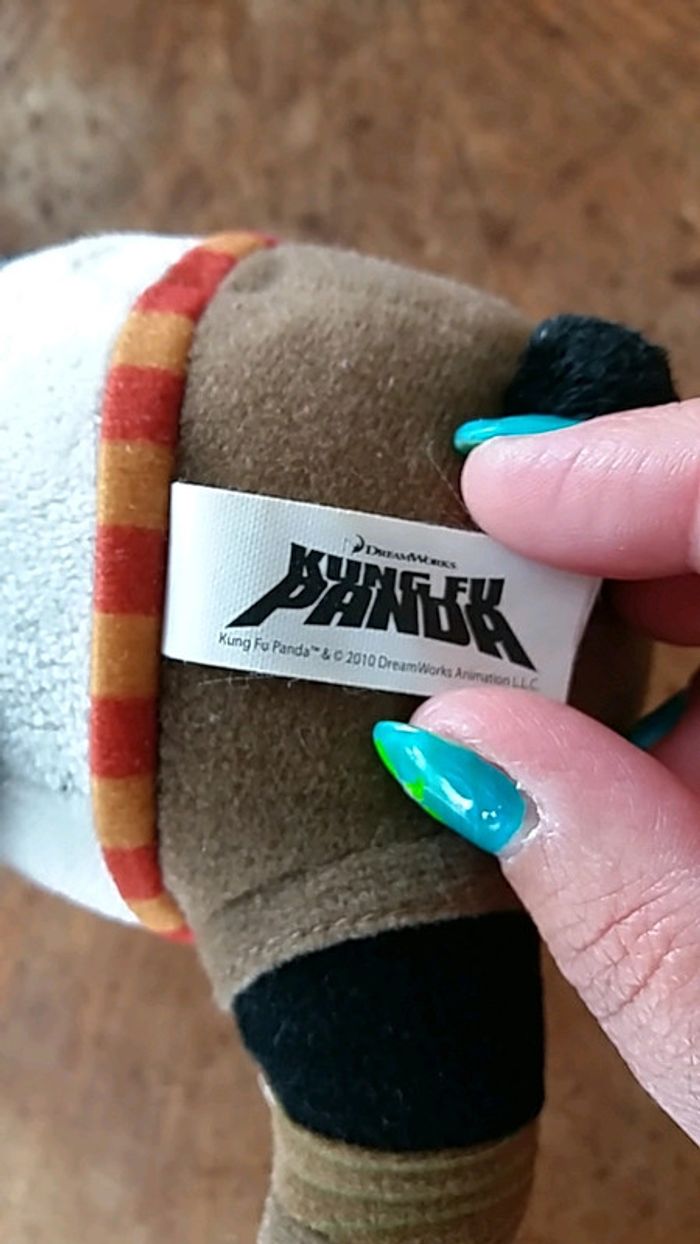 DREAMWORKS
KUNG FU
PANDA
Kung Fu Panda™ & © 2010 DreamWorks Animation L.L.C.